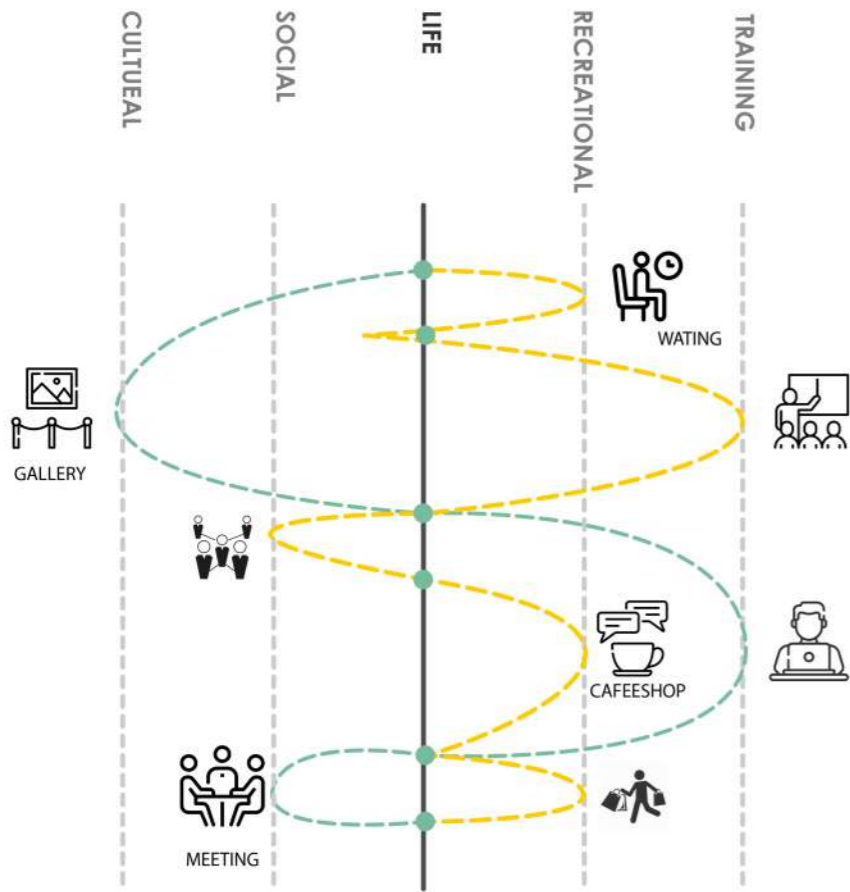 CULTUEAL
SOCIAL
LIFE
RECREATIONAL
TRAINING
WATING
GALLERY
CAFEESHOP
MEETING